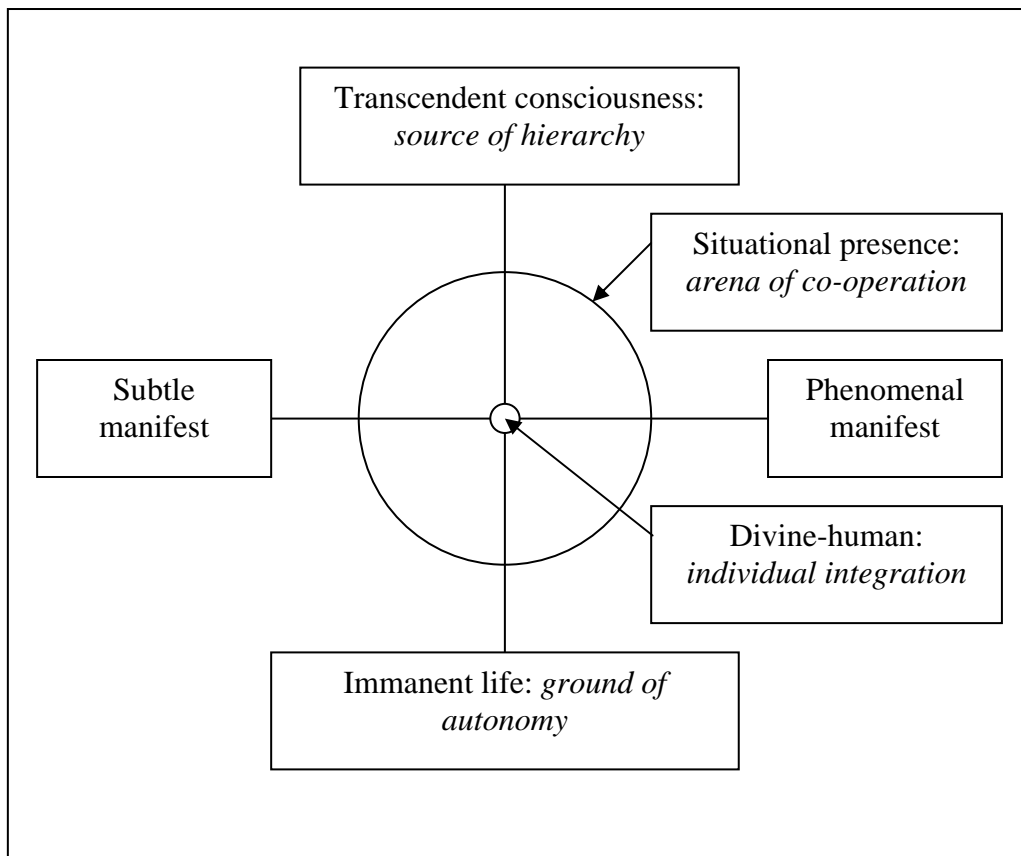 Transcendent consciousness:
source of hierarchy
Situational presence:
arena of co-operation
Subtle
manifest
Phenomenal
manifest
Divine-human:
individual integration
Immanent life: ground of
autonomy